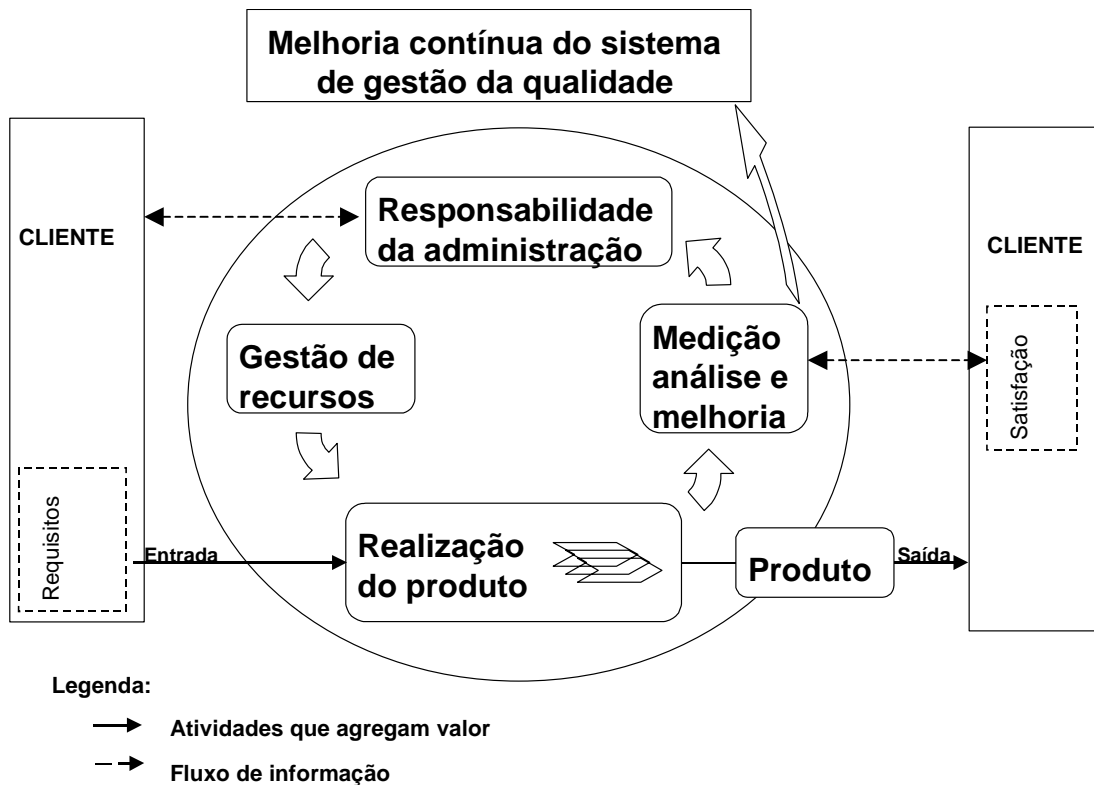 Melhoria contínua do sistema
de gestão da qualidade
CLIENTE
Responsabilidade
da administração
CLIENTE
Gestão de
recursos
Medição
análise e
melhoria
Satisfação
Requisitos
Entrada
Realização
do produto
Produto
Saída
Legenda:
Atividades que agregam valor
Fluxo de informação